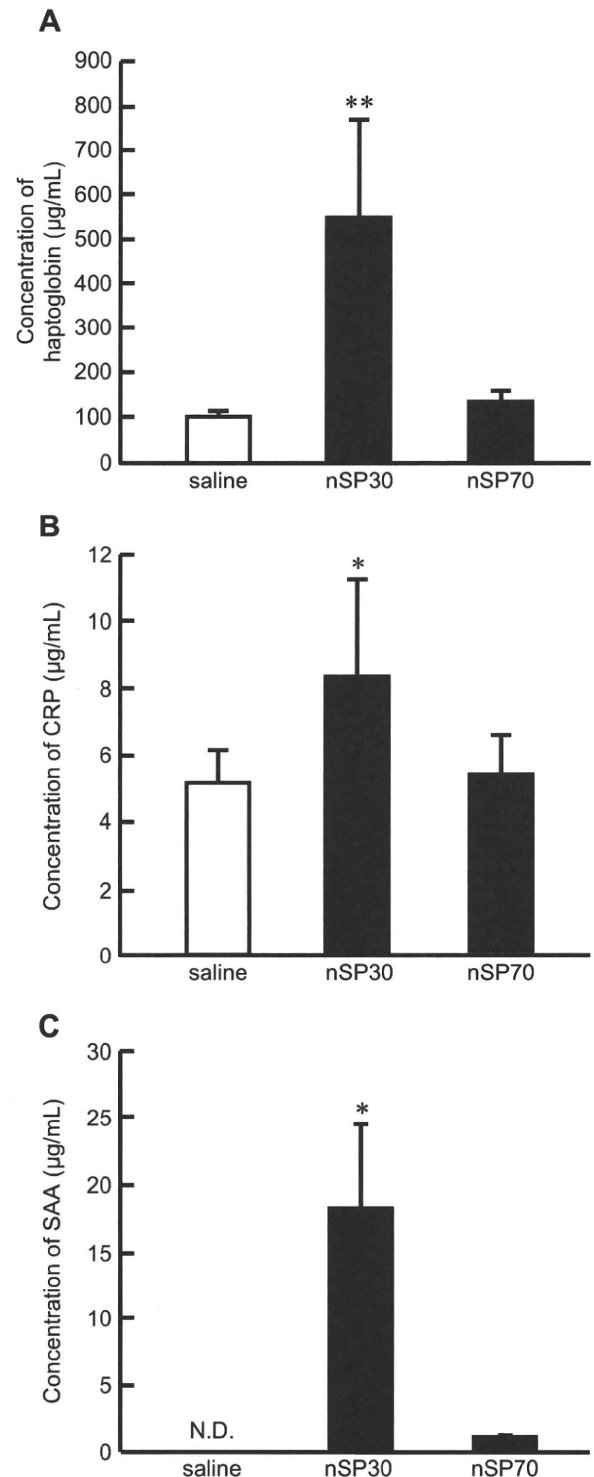 A
Concentration of
haptoglobin (μg/mL)
900
800
700
600
500
400
300
200
100
0
**
saline
nSP30
nSP70
B
Concentration of CRP (μg/mL)
12
10
8
6
4
2
0
*
saline
nSP30
nSP70
C
Concentration of SAA (μg/mL)
30
25
20
15
10
5
0
*
N.D.
saline
nSP30
nSP70